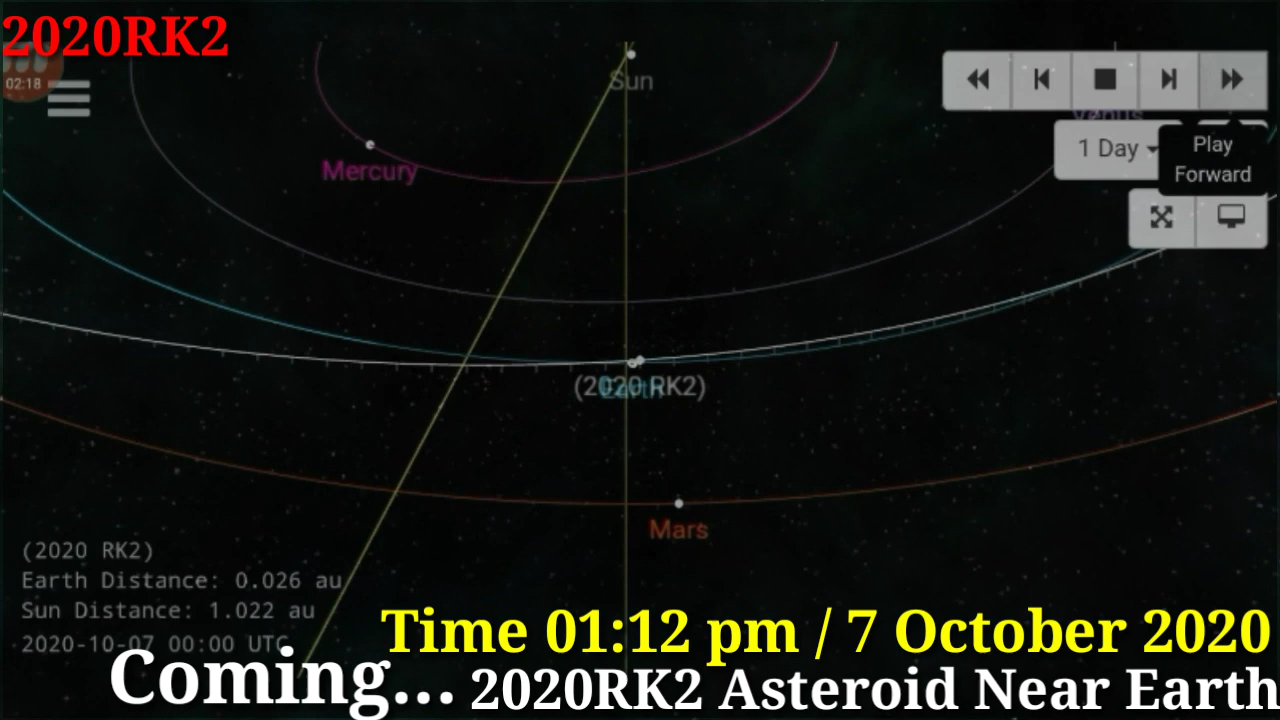 2020RK2
02:18
Sun
Mercury
Venus
1 Day
Play
Forward
(2020 RK2)
Earth
Mars
(2020 RK2)
Earth Distance: 0.026 au
Sun Distance: 1.022 au
2020-10-07 00:00 UTC
Time 01:12 pm / 7 October 2020
Coming... 2020RK2 Asteroid Near Earth